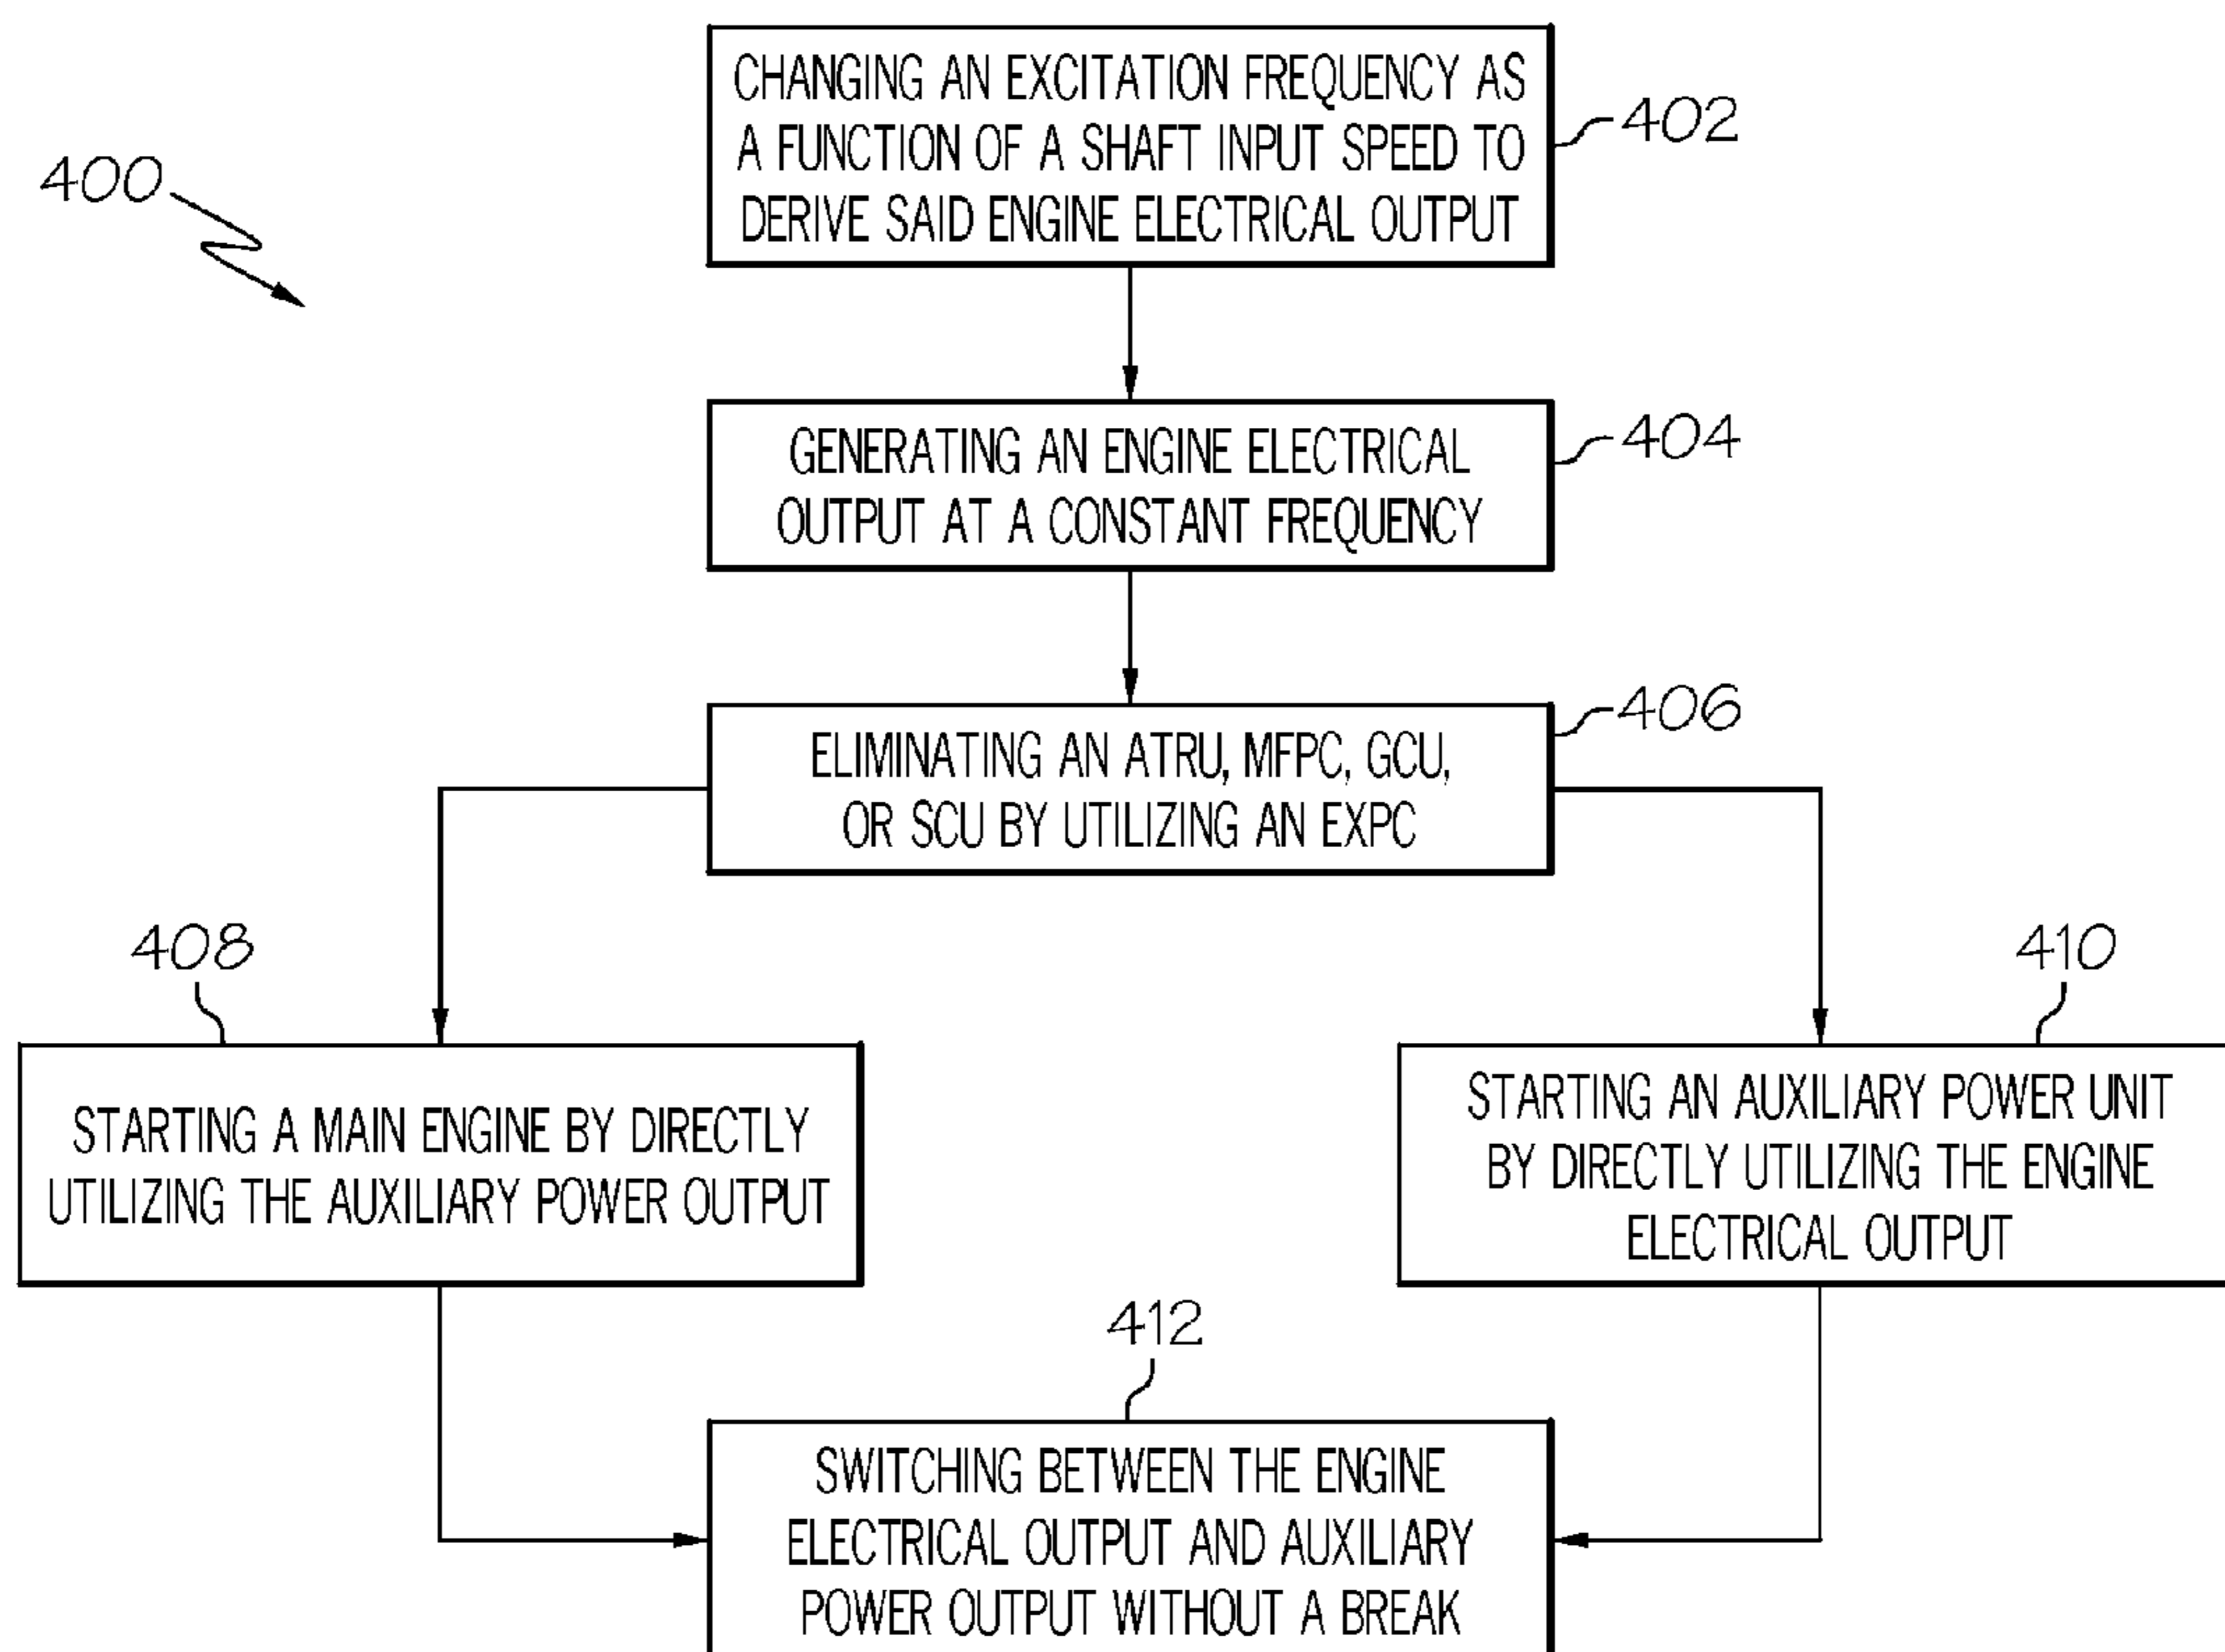 400
CHANGING AN EXCITATION FREQUENCY AS
A FUNCTION OF A SHAFT INPUT SPEED TO
DERIVE SAID ENGINE ELECTRICAL OUTPUT
402
GENERATING AN ENGINE ELECTRICAL
OUTPUT AT A CONSTANT FREQUENCY
404
ELIMINATING AN ATRU, MFPC, GCU,
OR SCU BY UTILIZING AN EXPC
406
408
STARTING A MAIN ENGINE BY DIRECTLY
UTILIZING THE AUXILIARY POWER OUTPUT
410
STARTING AN AUXILIARY POWER UNIT
BY DIRECTLY UTILIZING THE ENGINE
ELECTRICAL OUTPUT
412
SWITCHING BETWEEN THE ENGINE
ELECTRICAL OUTPUT AND AUXILIARY
POWER OUTPUT WITHOUT A BREAK